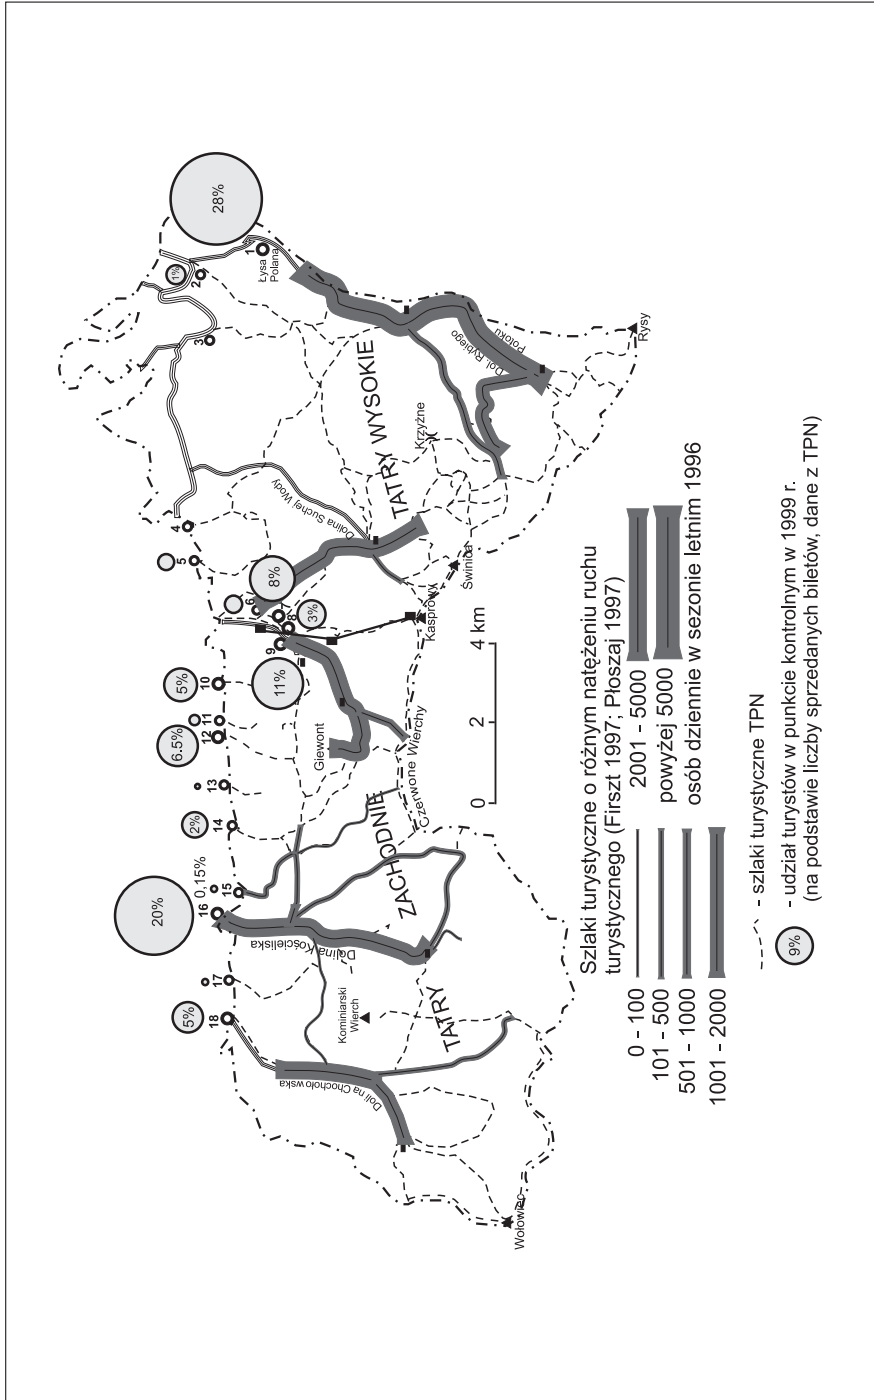 20%
6.5%
5%
1%
5%
2%
0,15%
28%
18
17
16
15
14
13
12
11
10
9
8
6
5
4
3
2
1
11%
8%
3%
Łysa
Polana
Dolina Kościeliska
Doli na Chochołowska
Giewont
Dolina Suchej Wody
Kominiarski
Wierch
TATRY WYSOKIE
TATRY
ZACHODNIE
Czerwone Wierchy
Kasprowy
Krzyżne
Świnica
Dol. Rybiego
Potoku
Wołowiec
Rysy
0
2
4 km
Szlaki turystyczne o różnym natężeniu ruchu
turystycznego (Firszt 1997; Płoszaj 1997)
0 - 100
101 - 500
501 - 1000
1001 - 2000
2001 - 5000
powyżej 5000
osób dziennie w sezonie letnim 1996
- szlaki turystyczne TPN
9%
- udział turystów w punkcie kontrolnym w 1999 r.
(na podstawie liczby sprzedanych biletów, dane z TPN)